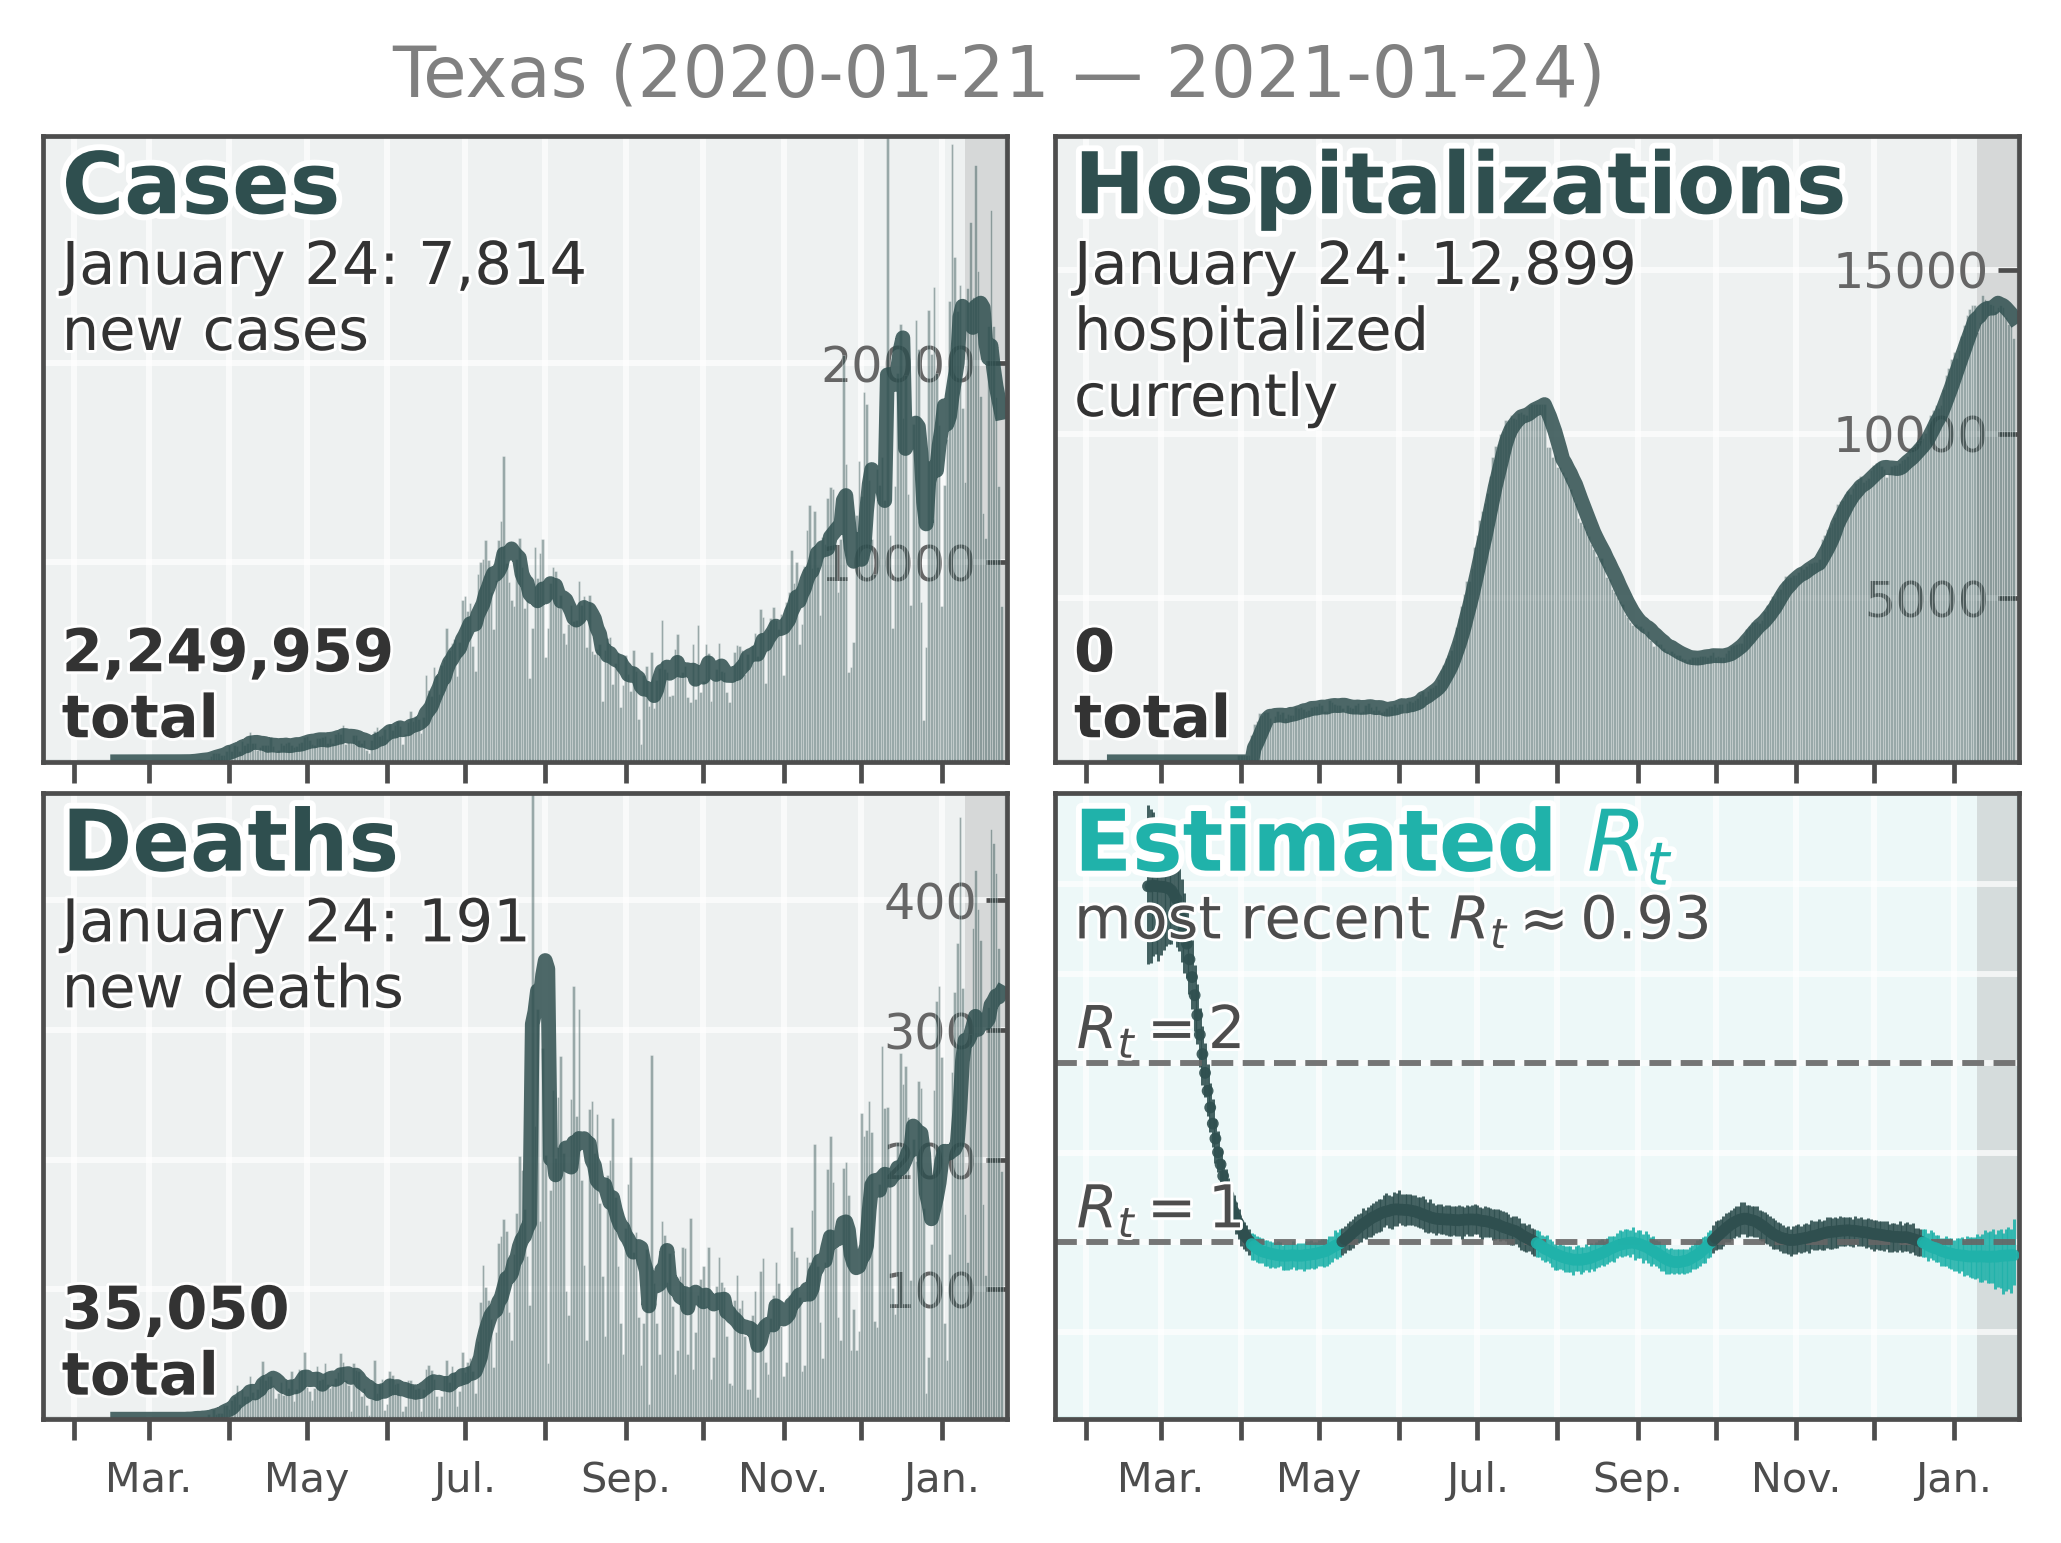 Texas (2020-01-21 — 2021-01-24)
Cases
January 24: 7,814
new cases
20000
10000
2,249,959
total
Hospitalizations
January 24: 12,899
hospitalized
currently
15000
10000
5000
0
total
Deaths
January 24: 191
new deaths
400
300
200
100
35,050
total
Mar. May Jul. Sep. Nov. Jan.
Estimated Rₜ
most recent Rₜ ≈ 0.93
Rₜ = 2
Rₜ = 1
Mar. May Jul. Sep. Nov. Jan.